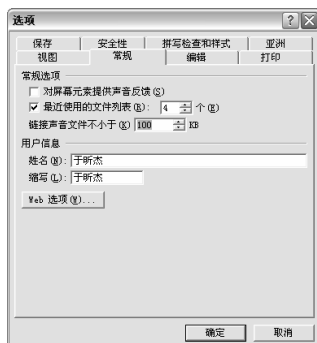 选项
保存 安全性 拼写检查和样式 亚洲
视图 常规 编辑 打印
常规选项
对屏幕元素提供声音反馈(S)
最近使用的文件列表(R): 4 个(E)
链接声音文件不小于(K) 100 KB
用户信息
姓名(N): 于昕杰
缩写(L): 于昕杰
Web 选项(W)...
确定 取消